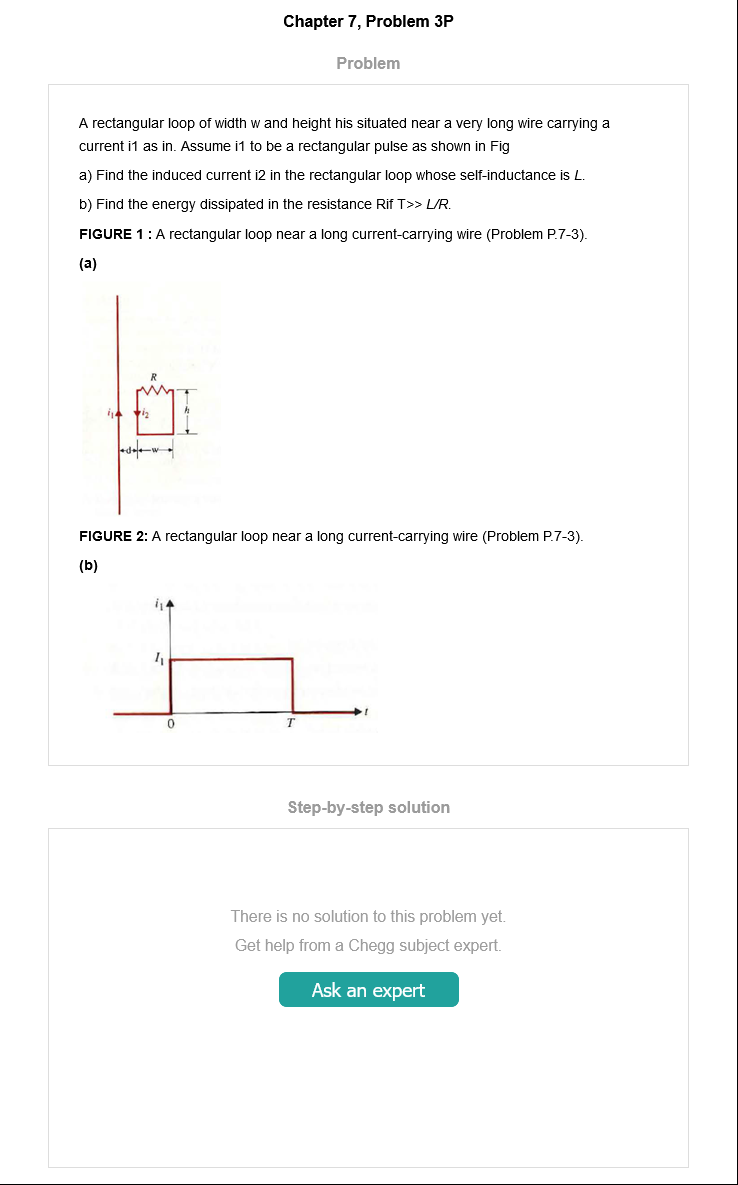 Chapter 7, Problem 3P
Problem
A rectangular loop of width w and height his situated near a very long wire carrying a
current i1 as in. Assume i1 to be a rectangular pulse as shown in Fig
a) Find the induced current i2 in the rectangular loop whose self-inductance is L.
b) Find the energy dissipated in the resistance Rif T>> L/R.
FIGURE 1 : A rectangular loop near a long current-carrying wire (Problem P.7-3).
(a)
R
i₁ i₂ h
d w
FIGURE 2: A rectangular loop near a long current-carrying wire (Problem P.7-3).
(b)
i₁
I₁
0 T t
Step-by-step solution
There is no solution to this problem yet.
Get help from a Chegg subject expert.
Ask an expert